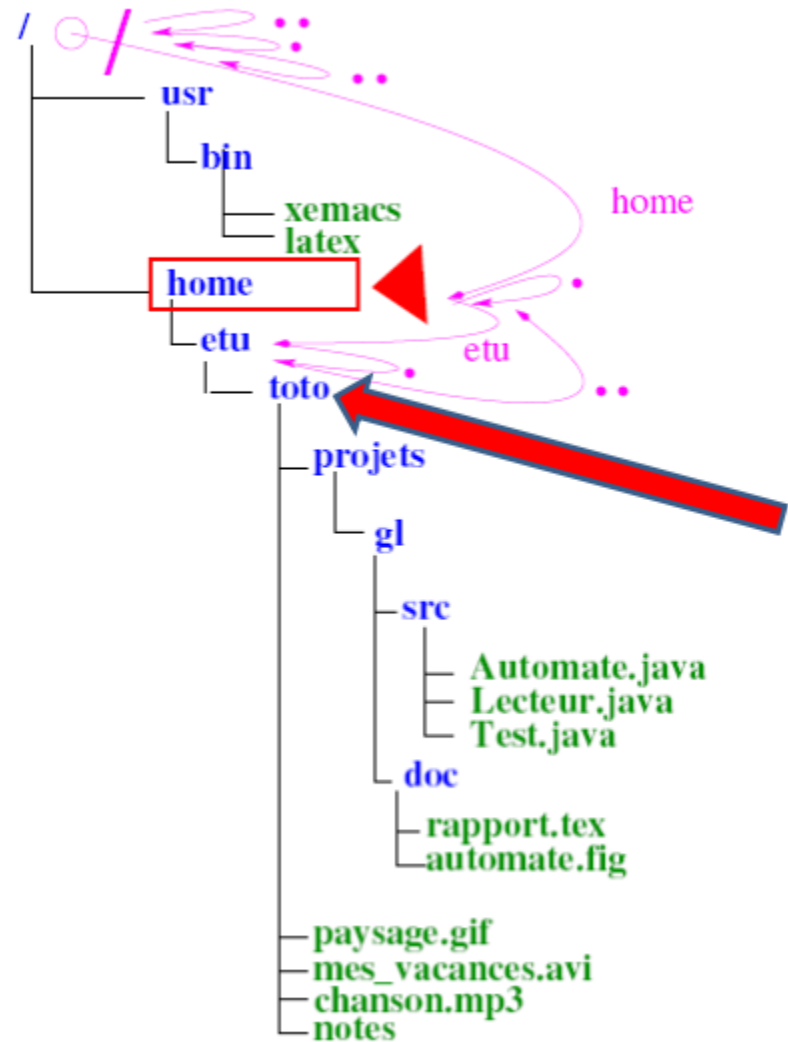 /
/
..
.
..
usr
bin
home
xemacs
latex
home
.
etu
etu
.
..
toto
projets
gl
src
Automate.java
Lecteur.java
Test.java
doc
rapport.tex
automate.fig
paysage.gif
mes_vacances.avi
chanson.mp3
notes